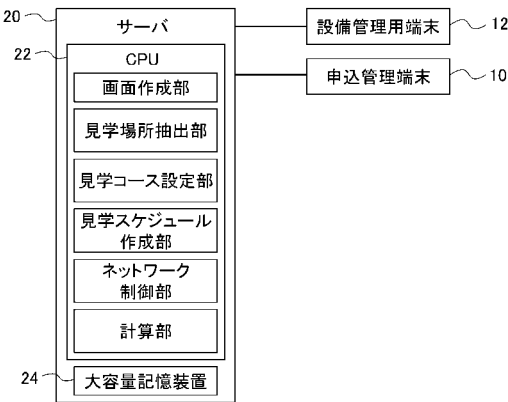 20
サーバ
設備管理用端末
12
22
CPU
申込管理端末
10
画面作成部
見学場所抽出部
見学コース設定部
見学スケジュール
作成部
ネットワーク
制御部
計算部
24
大容量記憶装置